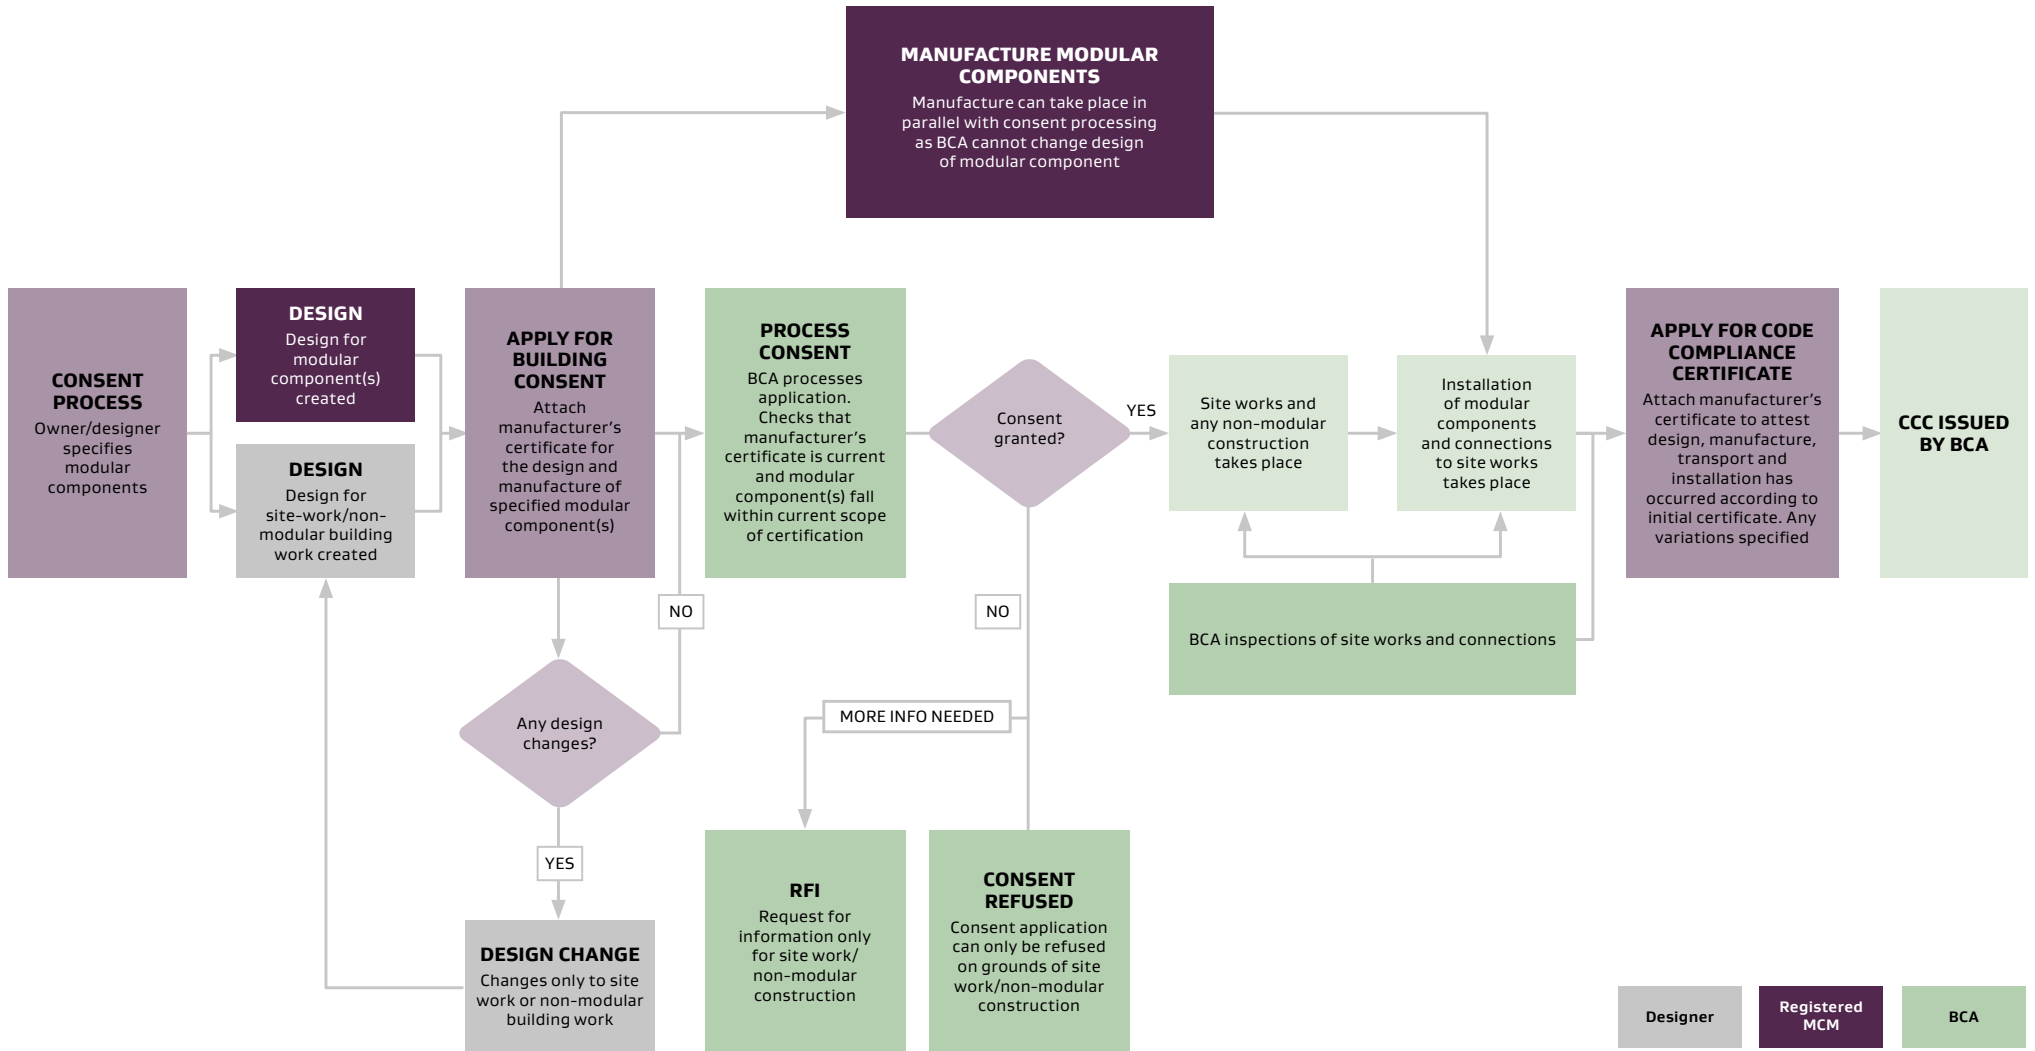 MANUFACTURE MODULAR
COMPONENTS
Manufacture can take place in
parallel with consent processing
as BCA cannot change design
of modular component
CONSENT
PROCESS
Owner/designer
specifies
modular
components
DESIGN
Design for
modular
component(s)
created
DESIGN
Design for
site-work/non-
modular building
work created
APPLY FOR
BUILDING
CONSENT
Attach
manufacturer’s
certificate for
the design and
manufacture of
specified modular
component(s)
PROCESS
CONSENT
BCA processes
application.
Checks that
manufacturer’s
certificate is current
and modular
component(s) fall
within current scope
of certification
Consent
granted?
YES
Site works and
any non-modular
construction
takes place
Installation
of modular
components
and connections
to site works
takes place
APPLY FOR CODE
COMPLIANCE
CERTIFICATE
Attach manufacturer’s
certificate to attest
design, manufacture,
transport and
installation has
occurred according to
initial certificate. Any
variations specified
CCC ISSUED
BY BCA
NO
NO
BCA inspections of site works and connections
Any design
changes?
MORE INFO NEEDED
YES
DESIGN CHANGE
Changes only to site
work or non-modular
building work
RFI
Request for
information only
for site work/
non-modular
construction
CONSENT
REFUSED
Consent application
can only be refused
on grounds of site
work/non-modular
construction
Designer
Registered
MCM
BCA